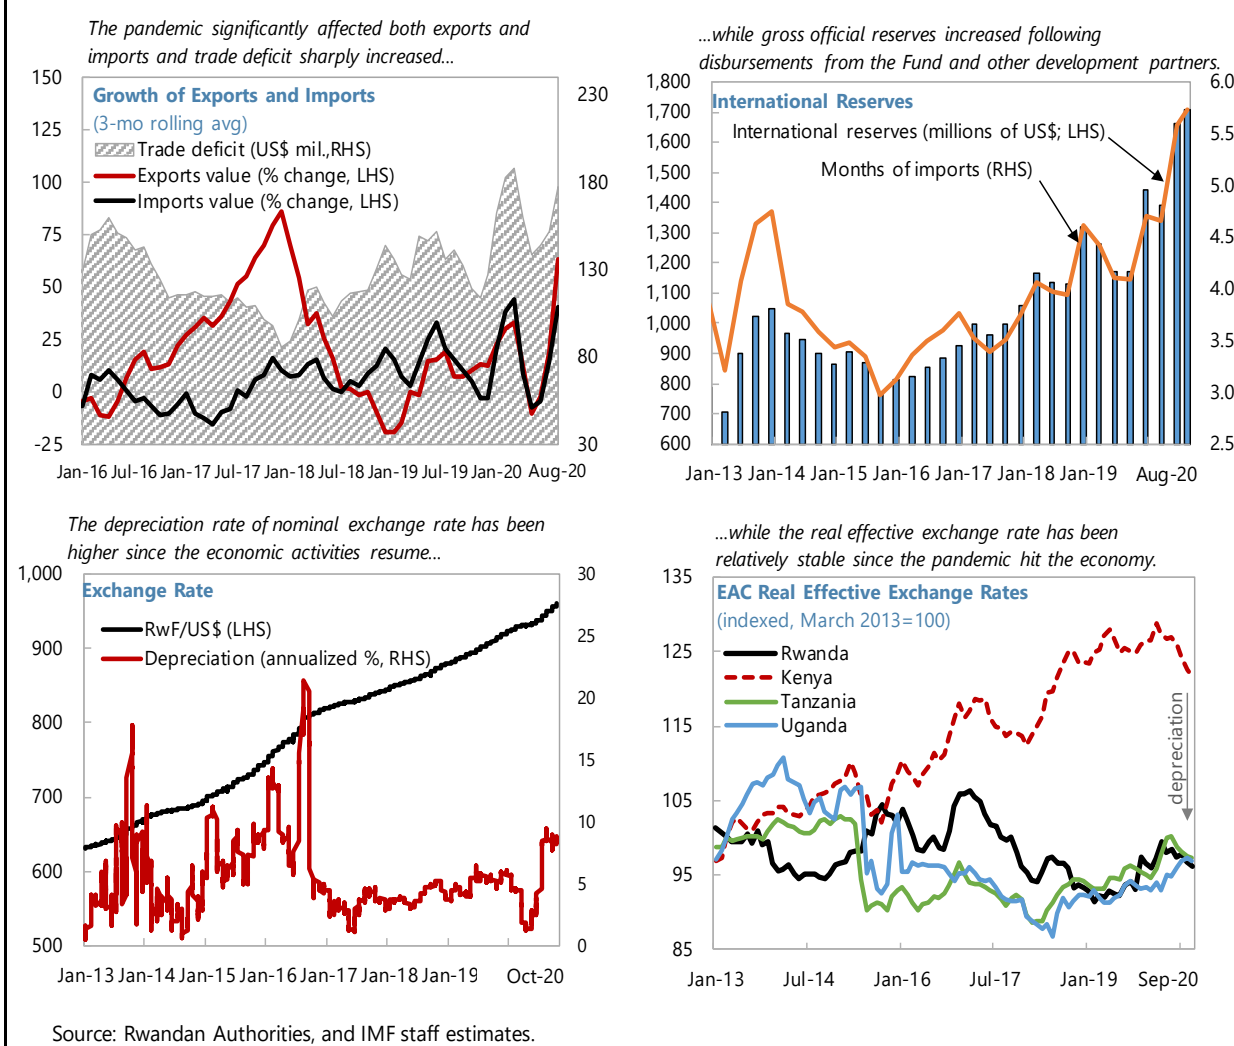 The pandemic significantly affected both exports and
imports and trade deficit sharply increased...
150
125
100
75
50
25
0
-25
230
180
130
80
30
Growth of Exports and Imports
(3-mo rolling avg)
Trade deficit (US$ mil.,RHS)
Exports value (% change, LHS)
Imports value (% change, LHS)
Jan-16 Jul-16 Jan-17 Jul-17 Jan-18 Jul-18 Jan-19 Jul-19 Jan-20 Aug-20
...while gross official reserves increased following
disbursements from the Fund and other development partners.
1,800
1,700
1,600
1,500
1,400
1,300
1,200
1,100
1,000
900
800
700
600
6.0
5.5
5.0
4.5
4.0
3.5
3.0
2.5
International Reserves
International reserves (millions of US$; LHS)
Months of imports (RHS)
Jan-13 Jan-14 Jan-15 Jan-16 Jan-17 Jan-18 Jan-19 Aug-20
The depreciation rate of nominal exchange rate has been
higher since the economic activities resume...
1,000
900
800
700
600
500
30
25
20
15
10
5
0
Exchange Rate
RwF/US$ (LHS)
Depreciation (annualized %, RHS)
Jan-13 Jan-14 Jan-15 Jan-16 Jan-17 Jan-18 Jan-19 Oct-20
...while the real effective exchange rate has been
relatively stable since the pandemic hit the economy.
135
125
115
105
95
85
EAC Real Effective Exchange Rates
(indexed, March 2013=100)
Rwanda
Kenya
Tanzania
Uganda
depreciation
Jan-13 Jul-14 Jan-16 Jul-17 Jan-19 Sep-20
Source: Rwandan Authorities, and IMF staff estimates.